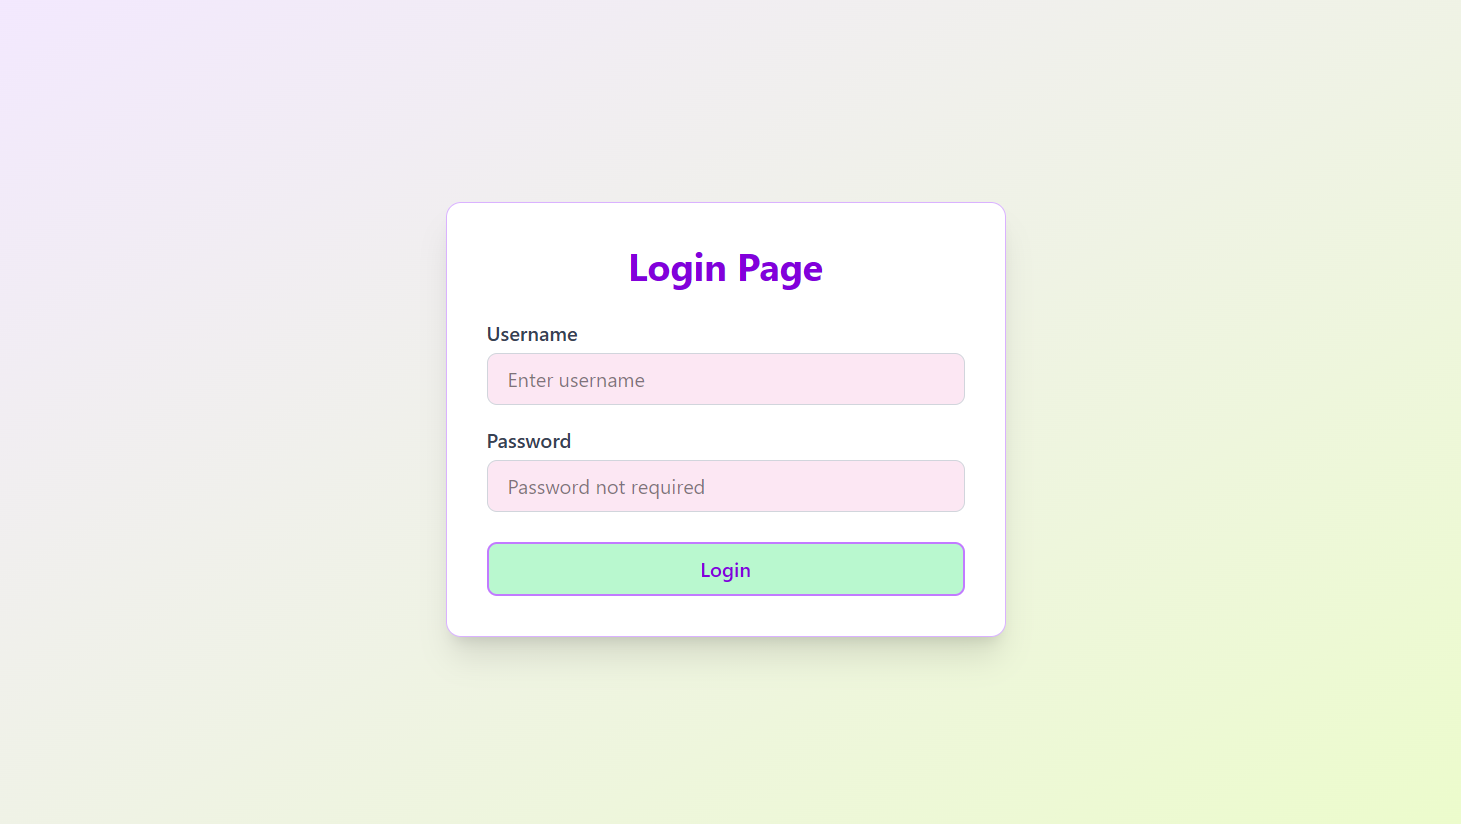 Login Page
Username
Enter username
Password
Password not required
Login